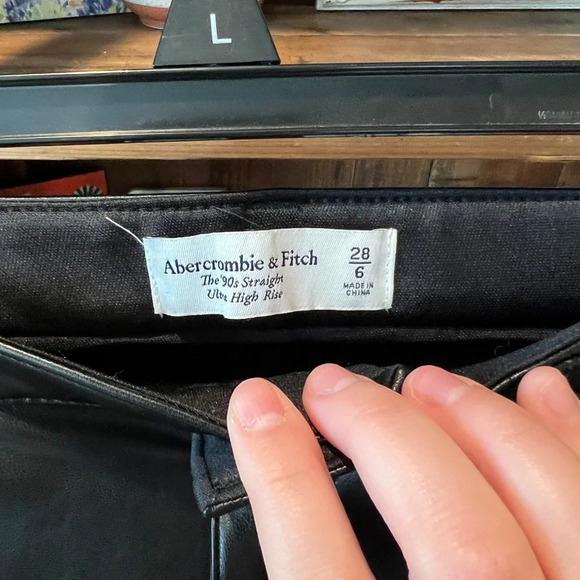 L
Abercrombie & Fitch
The '90s Straight
Ultra High Rise
28
6
MADE IN
CHINA